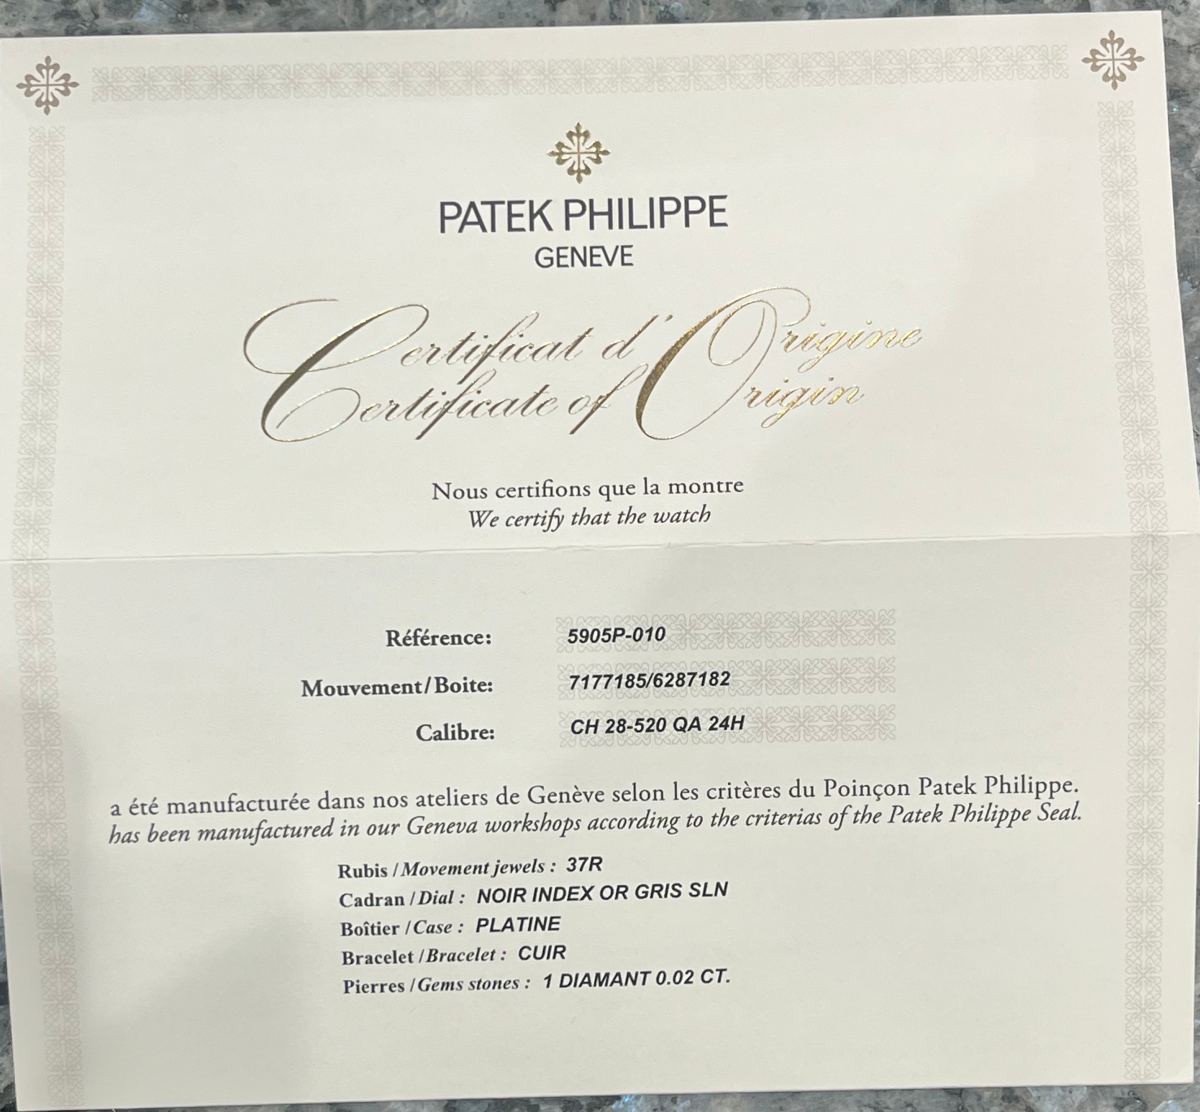 PATEK PHILIPPE
GENEVE
Certificat d'Origine
Certificate of Origin
Nous certifions que la montre
We certify that the watch
Référence: 5905P-010
Mouvement/Boite: 7177185/6287182
Calibre: CH 28-520 QA 24H
a été manufacturée dans nos ateliers de Genève selon les critères du Poinçon Patek Philippe.
has been manufactured in our Geneva workshops according to the criterias of the Patek Philippe Seal.
Rubis / Movement jewels : 37R
Cadran / Dial : NOIR INDEX OR GRIS SLN
Boîtier / Case : PLATINE
Bracelet / Bracelet : CUIR
Pierres / Gems stones : 1 DIAMANT 0.02 CT.